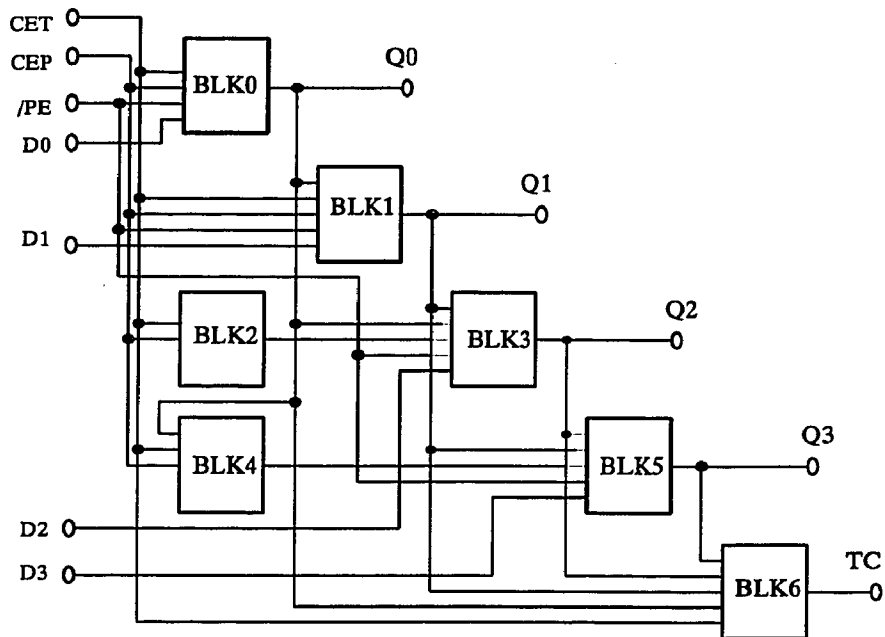 CET
CEP
/PE
D0
BLK0
Q0
D1
BLK1
Q1
BLK2
BLK3
Q2
BLK4
BLK5
Q3
D2
D3
BLK6
TC